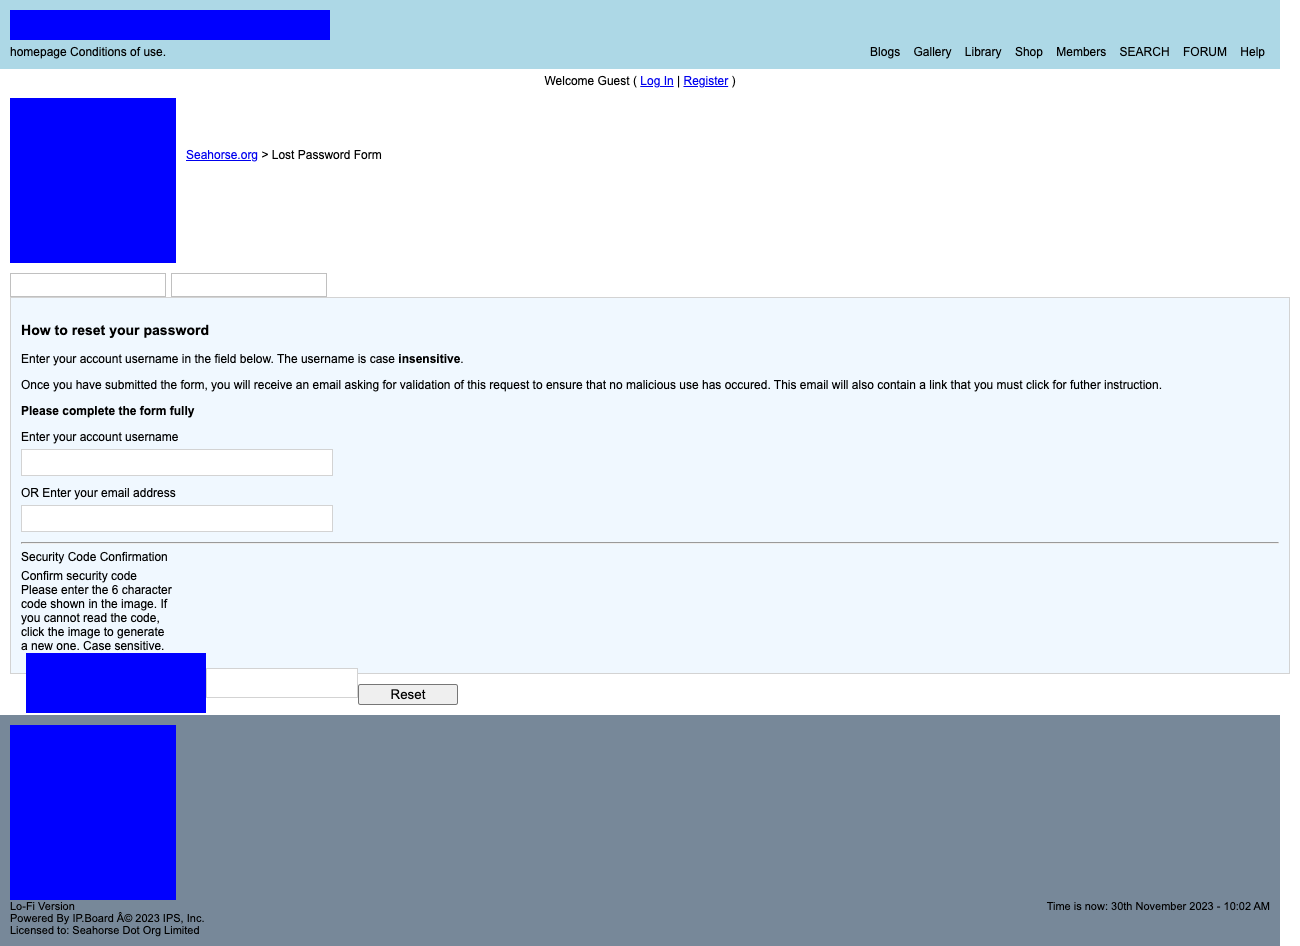 homepage Conditions of use.
Blogs Gallery Library Shop Members SEARCH FORUM Help
Welcome Guest ( Log In | Register )
Seahorse.org > Lost Password Form
How to reset your password
Enter your account username in the field below. The username is case insensitive.
Once you have submitted the form, you will receive an email asking for validation of this request to ensure that no malicious use has occured. This email will also contain a link that you must click for futher instruction.
Please complete the form fully
Enter your account username
OR Enter your email address
Security Code Confirmation
Confirm security code
Please enter the 6 character
code shown in the image. If
you cannot read the code,
click the image to generate
a new one. Case sensitive.
Reset
Lo-Fi Version
Time is now: 30th November 2023 - 10:02 AM
Powered By IP.Board Â© 2023 IPS, Inc.
Licensed to: Seahorse Dot Org Limited